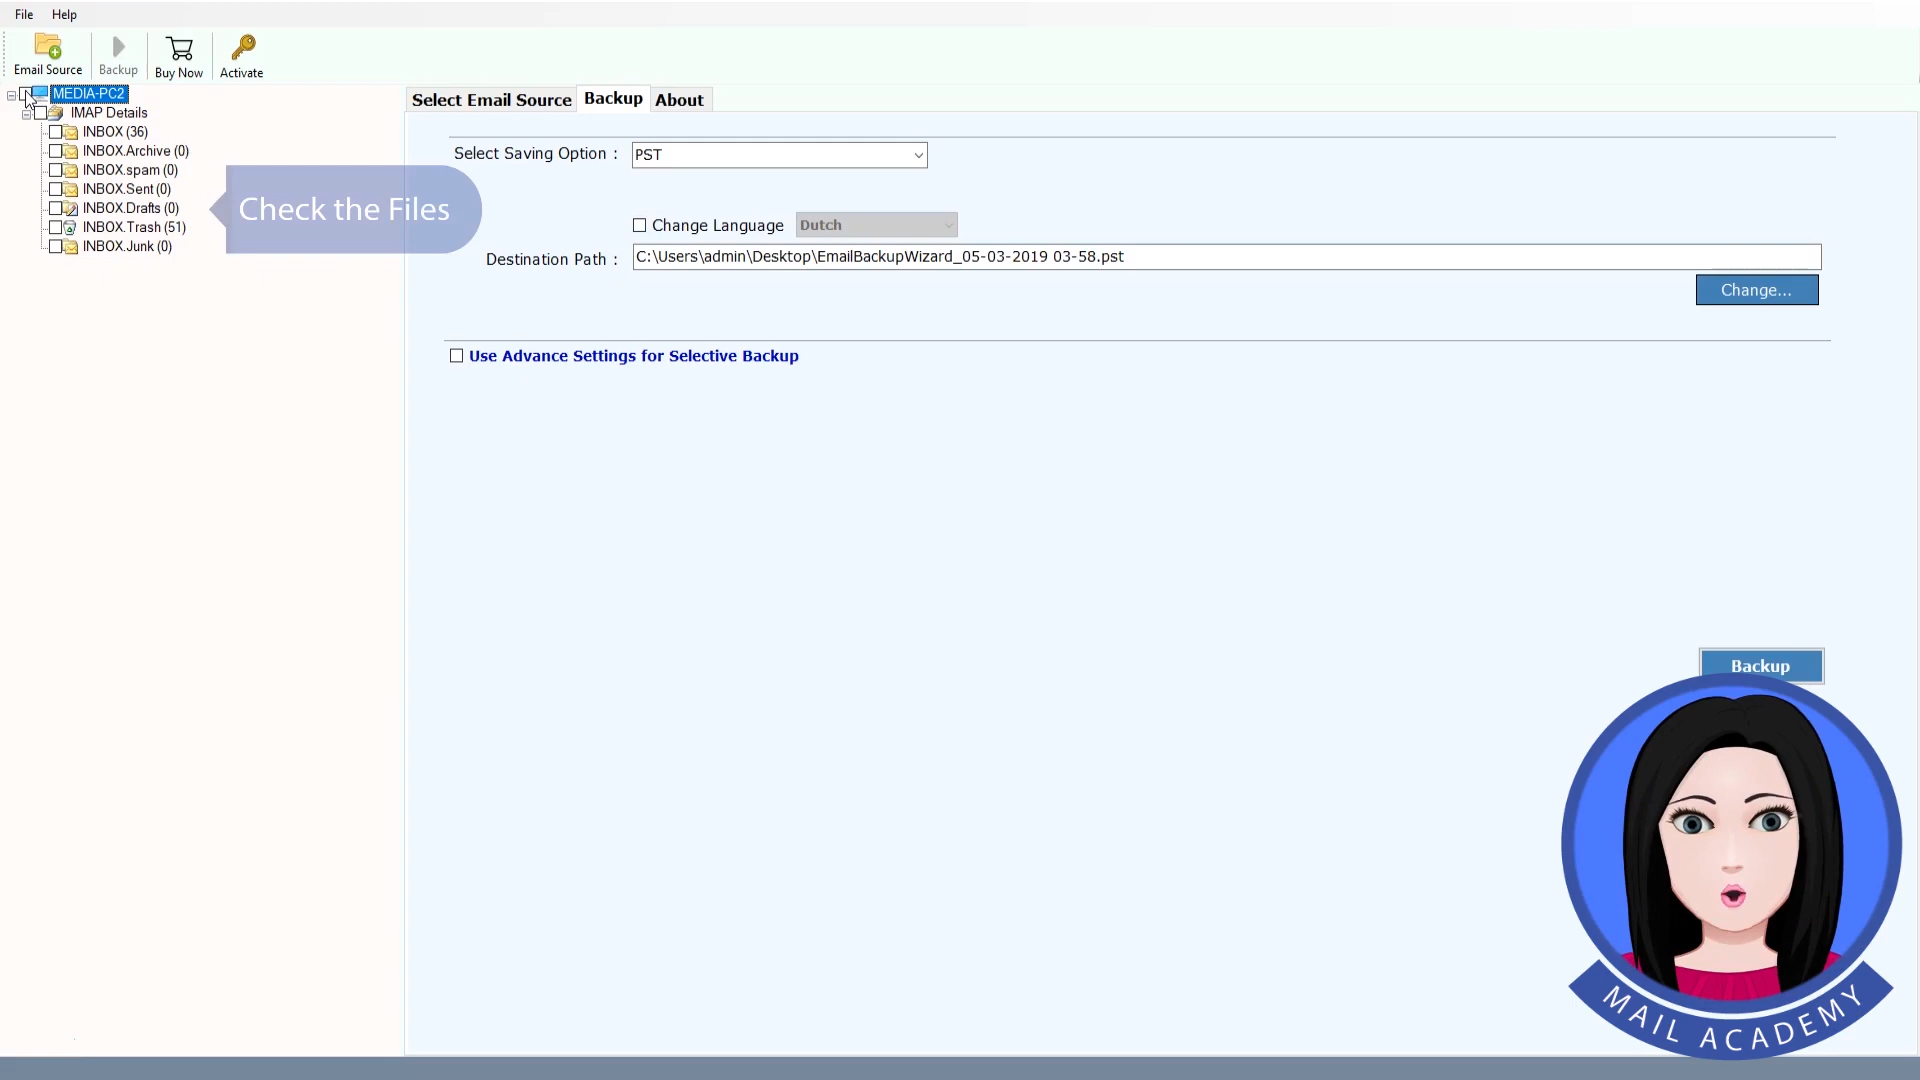 File Help
Email Source Backup Buy Now Activate
MEDIA-PC2
IMAP Details
INBOX (36)
INBOX.Archive (0)
INBOX.spam (0)
INBOX.Sent (0)
INBOX.Drafts (0)
INBOX.Trash (51)
INBOX.Junk (0)
Check the Files
Select Email Source Backup About
Select Saving Option : PST
Change Language Dutch
Destination Path : C:\Users\admin\Desktop\EmailBackupWizard_05-03-2019 03-58.pst
Change...
Use Advance Settings for Selective Backup
Backup
MAIL ACADEMY